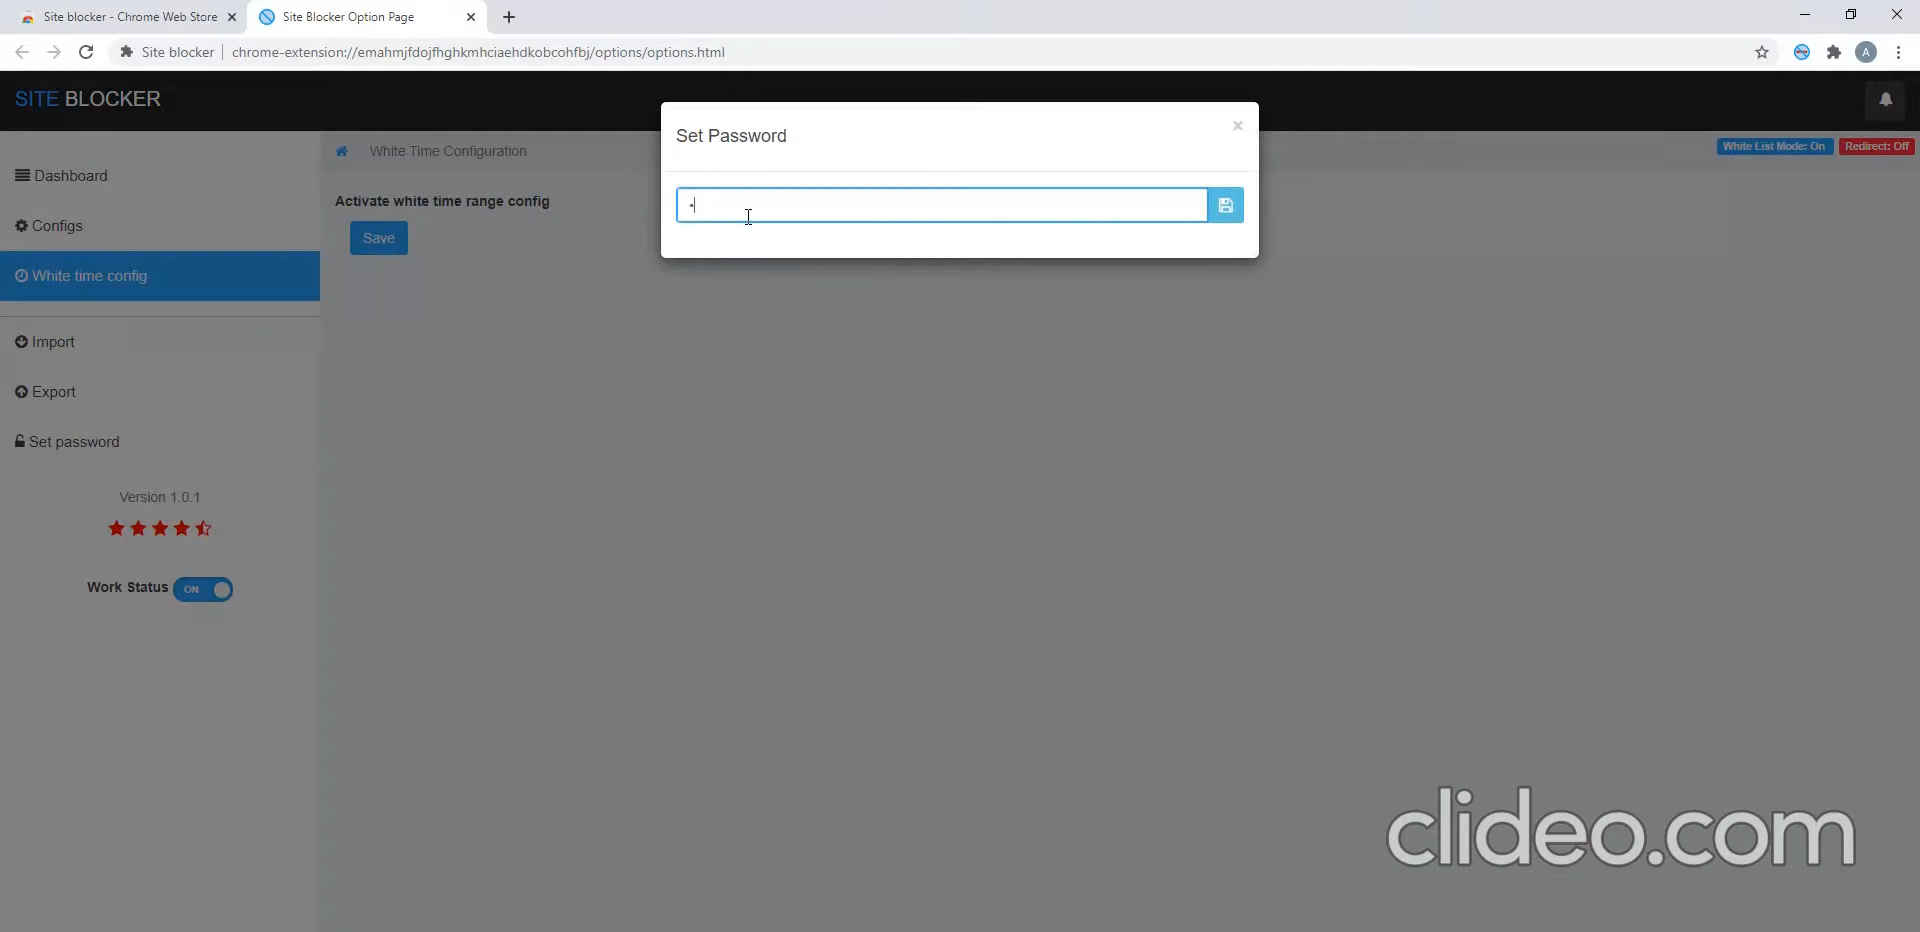 Site blocker - Chrome Web Store
Site Blocker Option Page
Site blocker
chrome-extension://emahmjfdojfhghkmhciaehdkobcohfbj/options/options.html
A
SITE BLOCKER
Set Password
White Time Configuration
White List Mode: On
Redirect: Off
Dashboard
Activate white time range config
Configs
Save
White time config
Import
Export
Set password
Version 1.0.1
Work Status ON
clideo.com